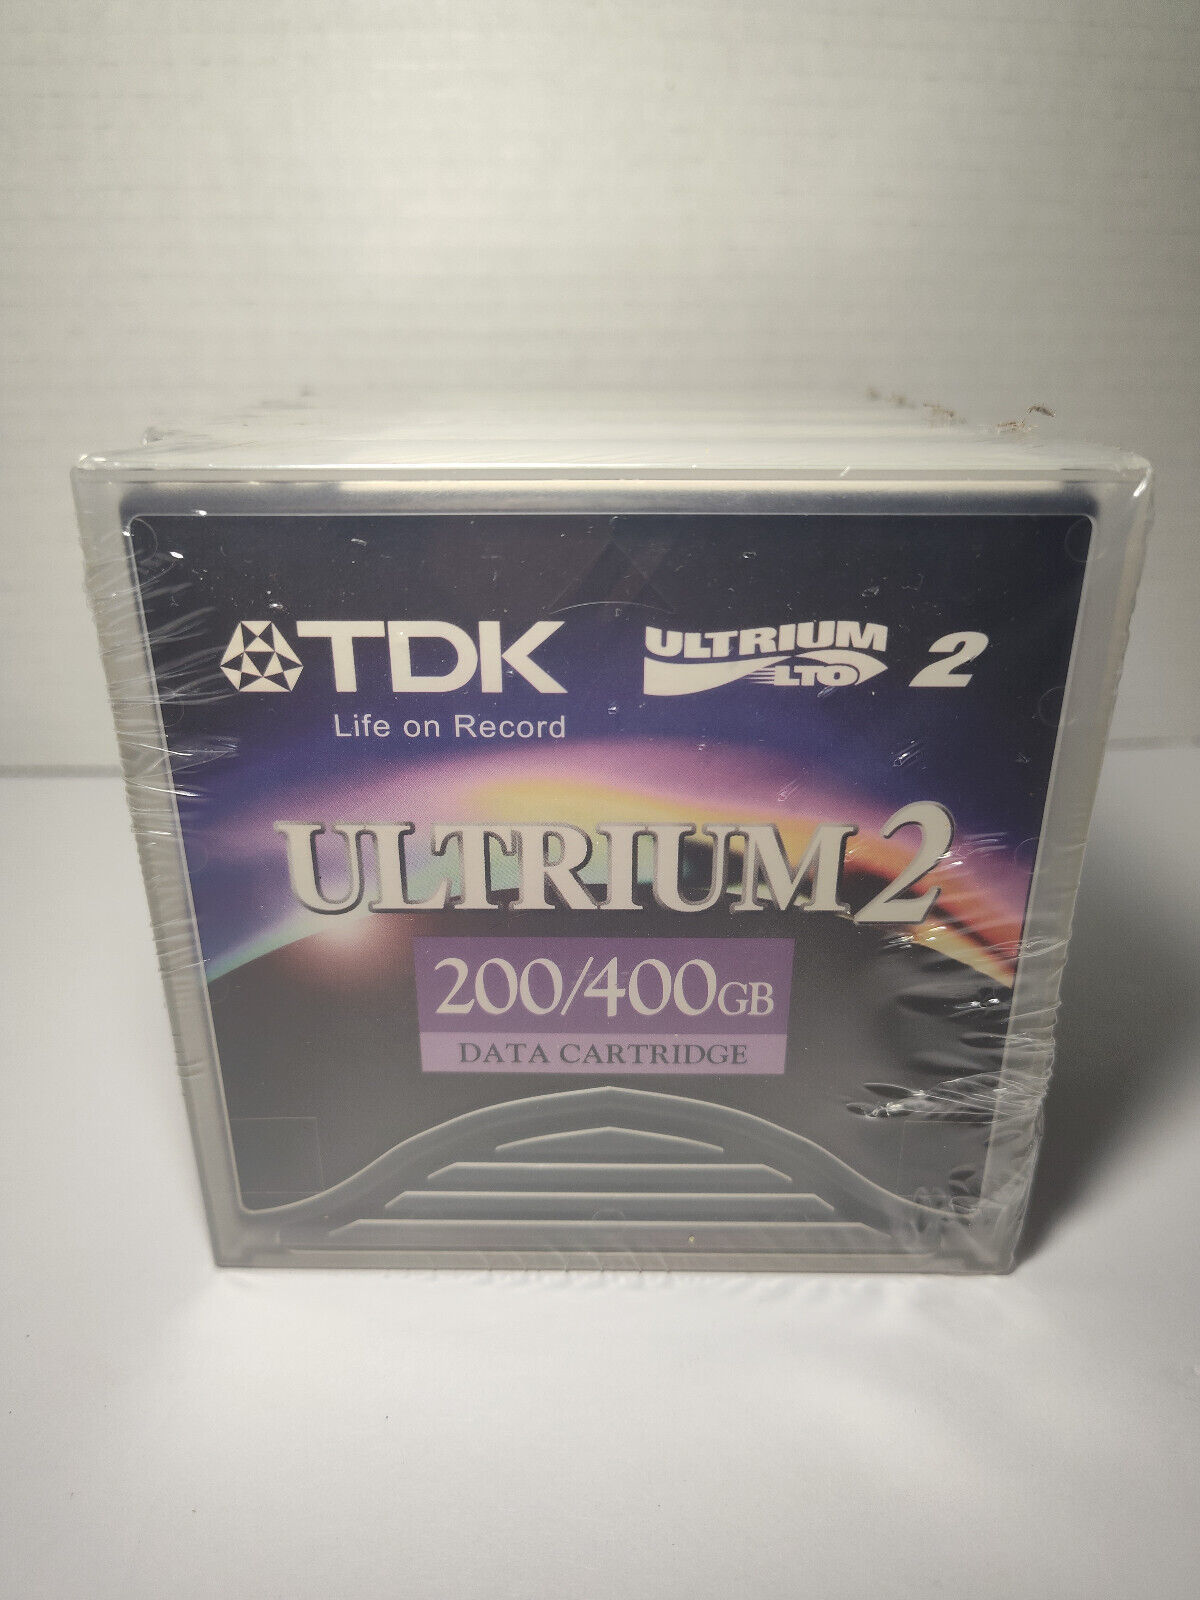 TDK
Life on Record
ULTRIUM LTO 2
ULTRIUM 2
200/400GB
DATA CARTRIDGE